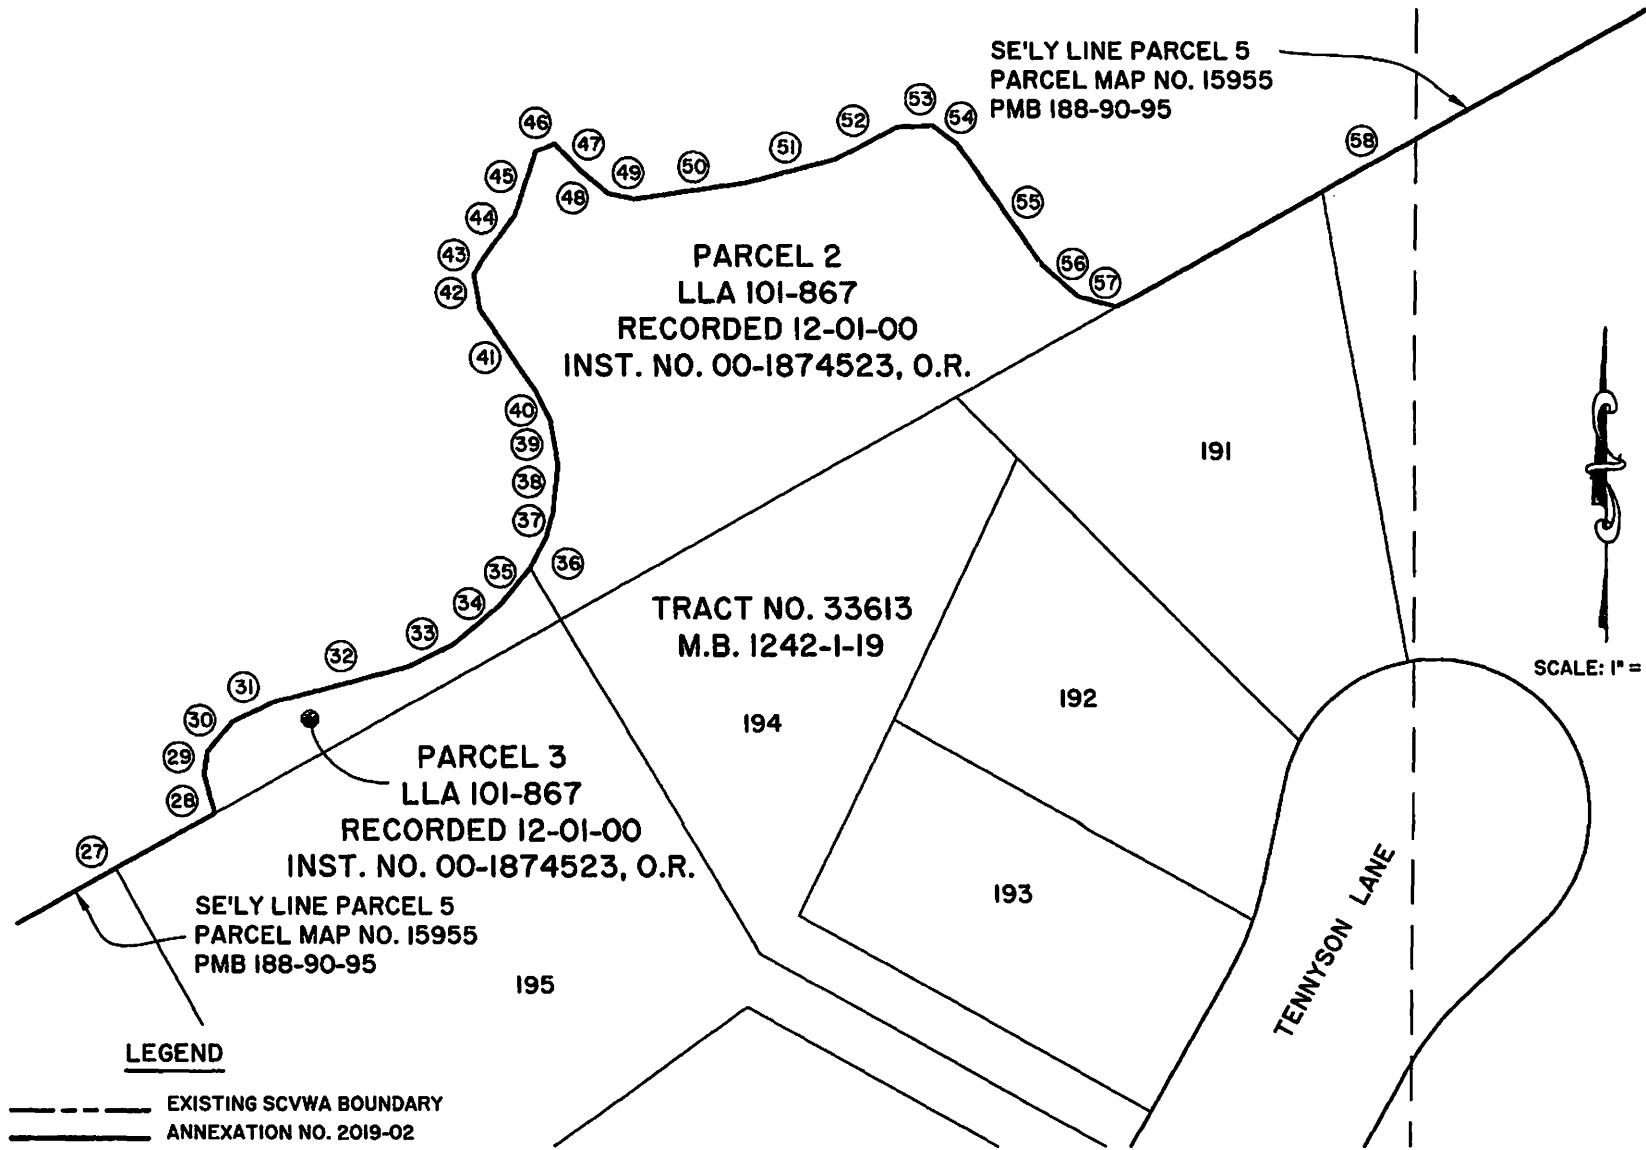 SE'LY LINE PARCEL 5
PARCEL MAP NO. 15955
PMB 188-90-95
53
54
52
46
47
51
58
50
49
45
48
55
44
43
42
56
57
PARCEL 2
LLA 101-867
RECORDED 12-01-00
INST. NO. 00-1874523, O.R.
41
40
39
38
37
36
35
34
33
32
31
30
29
28
27
191
TRACT NO. 33613
M.B. 1242-1-19
SCALE: 1" =
192
194
193
PARCEL 3
LLA 101-867
RECORDED 12-01-00
INST. NO. 00-1874523, O.R.
SE'LY LINE PARCEL 5
PARCEL MAP NO. 15955
PMB 188-90-95
195
TENNYSON LANE
LEGEND
EXISTING SCVWA BOUNDARY
ANNEXATION NO. 2019-02